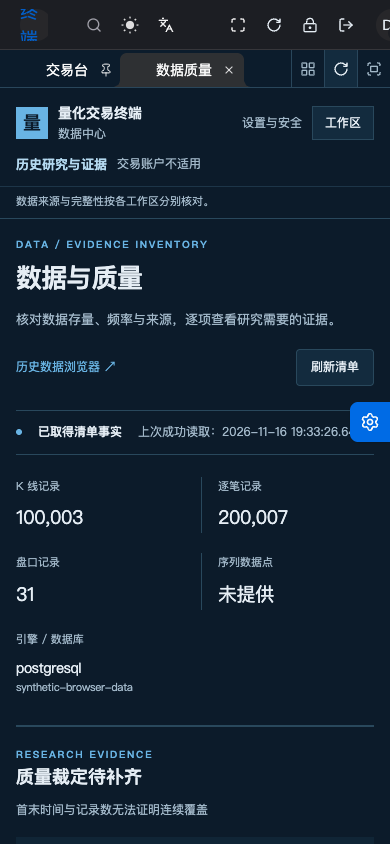 终端
交易台
数据质量
量
量化交易终端
数据中心
设置与安全
工作区
历史研究与证据
交易账户不适用
数据来源与完整性按各工作区分别核对。
DATA / EVIDENCE INVENTORY
数据与质量
核对数据存量、频率与来源，逐项查看研究需要的证据。
历史数据浏览器 ↗
刷新清单
已取得清单事实
上次成功读取：2026-11-16 19:33:26.6
K 线记录
逐笔记录
100,003
200,007
盘口记录
序列数据点
31
未提供
引擎 / 数据库
postgresql
synthetic-browser-data
RESEARCH EVIDENCE
质量裁定待补齐
首末时间与记录数无法证明连续覆盖